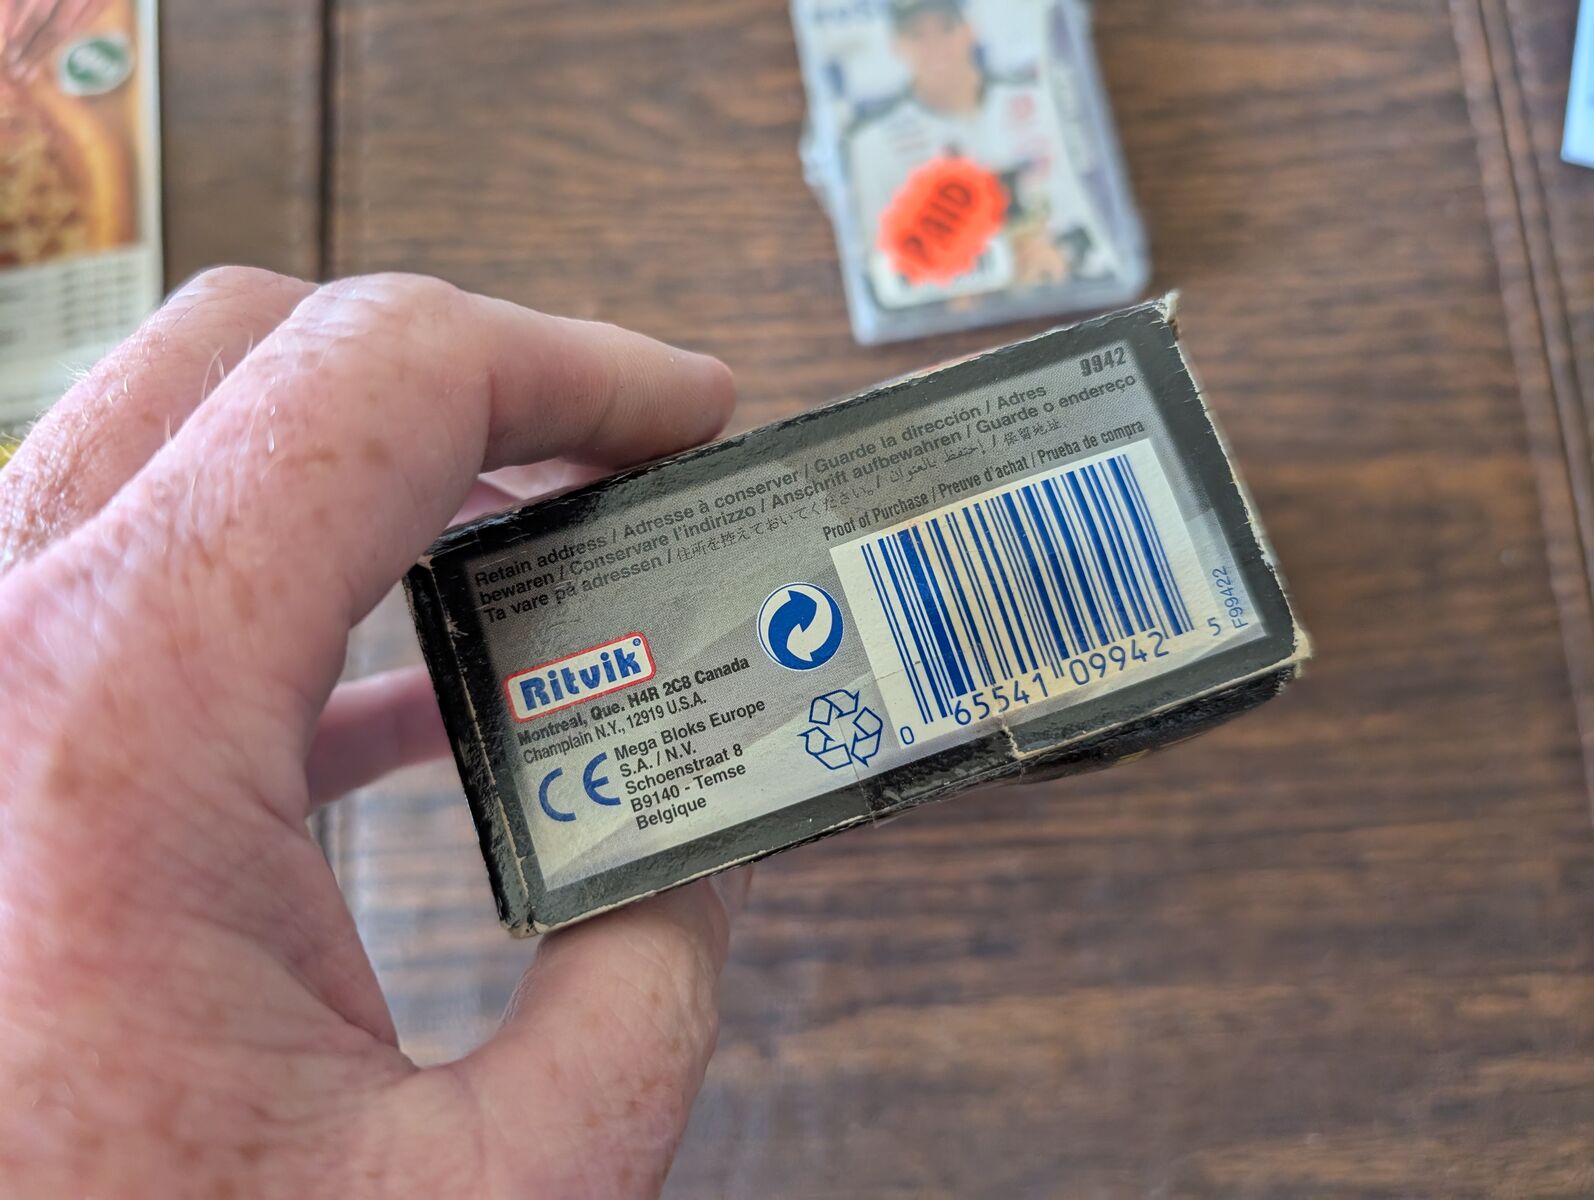 PAID
9942
Retain address / Adresse à conserver / Guarde la dirección / Adres
bewaren / Conservare l'indirizzo / Anschrift aufbewahren / Guarde o endereço
Ta vare på adressen / 住所を控えておいてください。/ إحتفظ بالعنوان / 保留地址.
Proof of Purchase / Preuve d'achat / Prueba de compra
Ritvik®
Montreal, Que. H4R 2C8 Canada
Champlain N.Y., 12919 U.S.A.
CE
Mega Bloks Europe
S.A. / N.V.
Schoenstraat 8
B9140 - Temse
Belgique
0 65541 09942 5
F99422